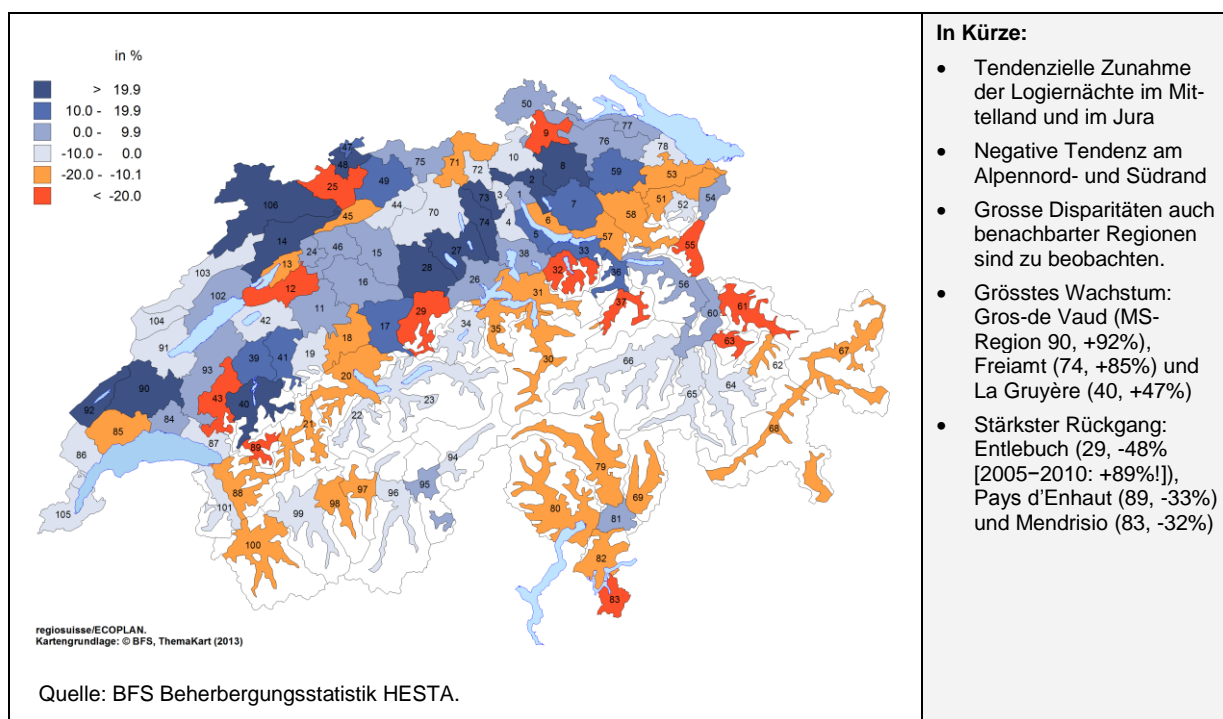 in %
> 19.9
10.0 - 19.9
0.0 - 9.9
-10.0 - 0.0
-20.0 - -10.1
< -20.0
50
47 9 77
48 75 71 10 76 78
25 49 72 8 59 53
106 44 73 2 3 1 51 52 54
45 70 74 4 7 58
14 6 55
24 46 15 27 5 57
103 13 28 38 33
102 12 16 26 32 36 56
11 29 31 37 61
104 42 17 34 35 60 63
91 18 30 62 67
39 41 19 66
93 20 64
90 43 40 23 65
92 84 21 22 68
85 87 89 94
86 79
88 98 97 96 95 69
105 101 99 80 81
100 82
83
regiosuisse/ECOPLAN.
Kartengrundlage: © BFS, ThemaKart (2013)
Quelle: BFS Beherbergungsstatistik HESTA.
In Kürze:
• Tendenzielle Zunahme
der Logiernächte im Mit-
telland und im Jura
• Negative Tendenz am
Alpennord- und Südrand
• Grosse Disparitäten auch
benachbarter Regionen
sind zu beobachten.
• Grösstes Wachstum:
Gros-de Vaud (MS-
Region 90, +92%),
Freiamt (74, +85%) und
La Gruyère (40, +47%)
• Stärkster Rückgang:
Entlebuch (29, -48%
[2005−2010: +89%!]),
Pays d'Enhaut (89, -33%)
und Mendrisio (83, -32%)